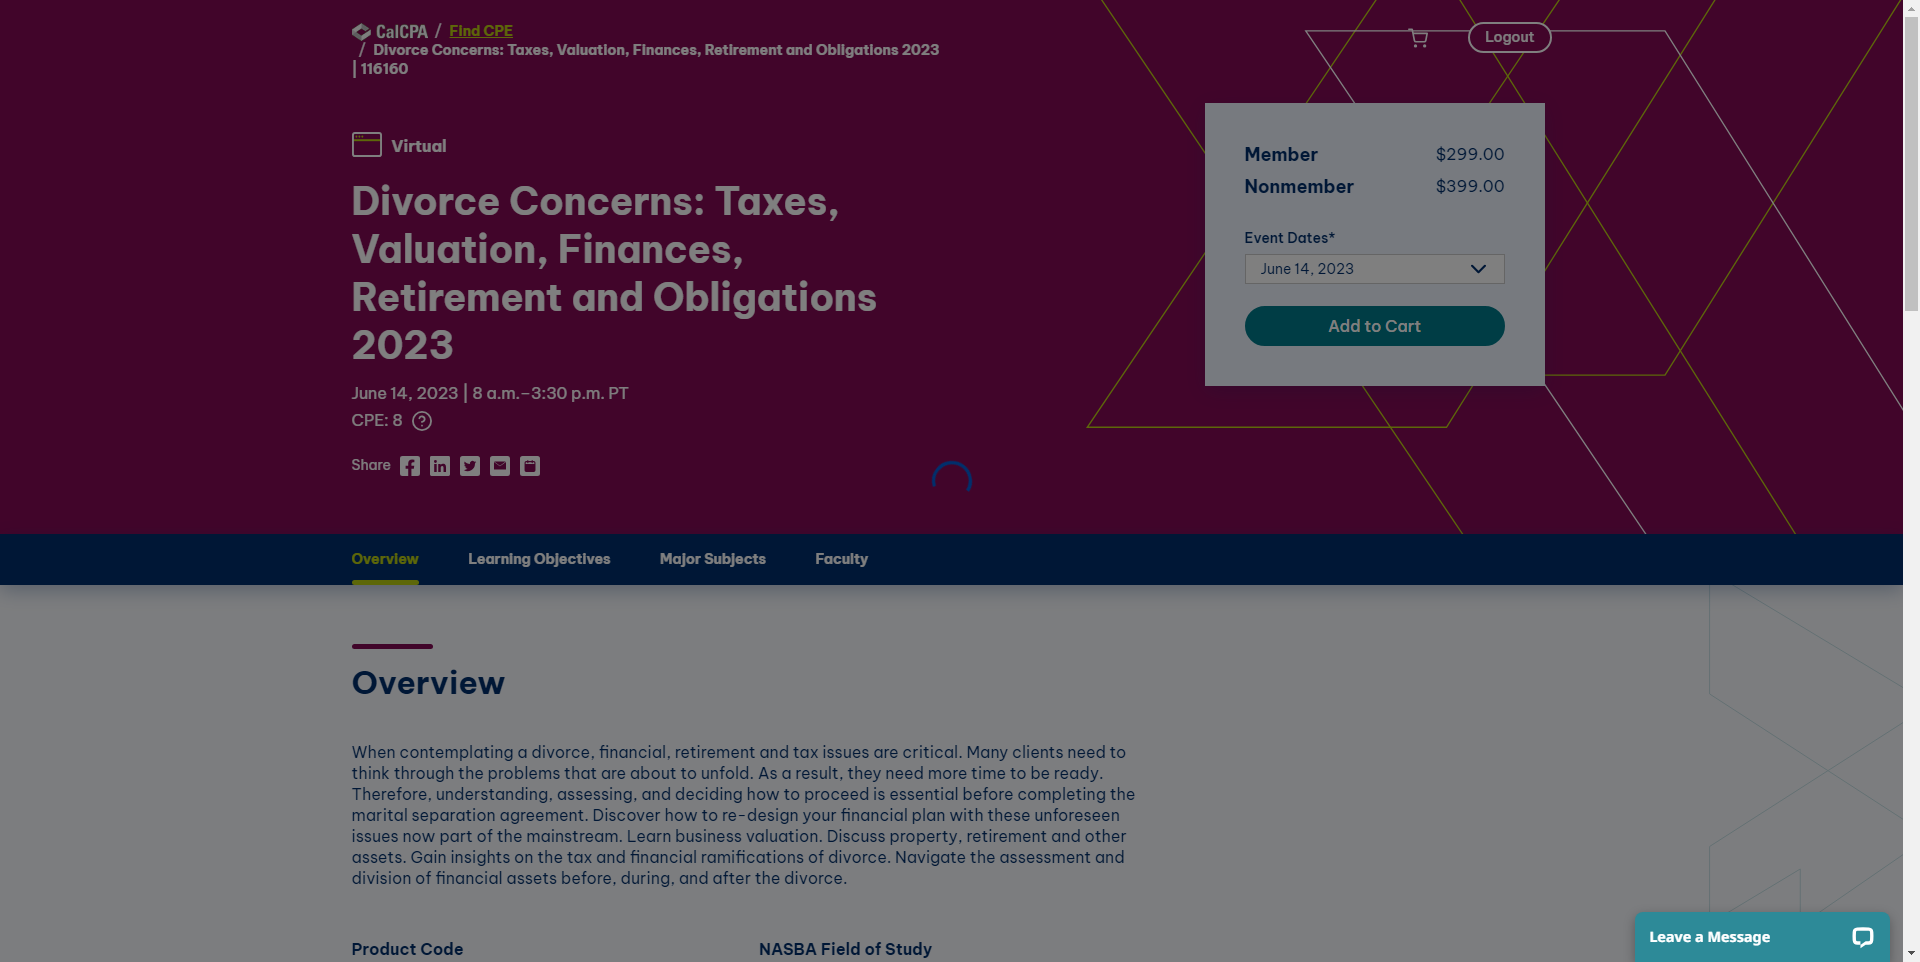 CalCPA / Find CPE
/ Divorce Concerns: Taxes, Valuation, Finances, Retirement and Obligations 2023
| 116160
Logout
Virtual
Divorce Concerns: Taxes,
Valuation, Finances,
Retirement and Obligations
2023
June 14, 2023 | 8 a.m.–3:30 p.m. PT
CPE: 8 ?
Share
Member $299.00
Nonmember $399.00
Event Dates*
June 14, 2023
Add to Cart
Overview Learning Objectives Major Subjects Faculty
Overview
When contemplating a divorce, financial, retirement and tax issues are critical. Many clients need to
think through the problems that are about to unfold. As a result, they need more time to be ready.
Therefore, understanding, assessing, and deciding how to proceed is essential before completing the
marital separation agreement. Discover how to re-design your financial plan with these unforeseen
issues now part of the mainstream. Learn business valuation. Discuss property, retirement and other
assets. Gain insights on the tax and financial ramifications of divorce. Navigate the assessment and
division of financial assets before, during, and after the divorce.
Product Code NASBA Field of Study
Leave a Message